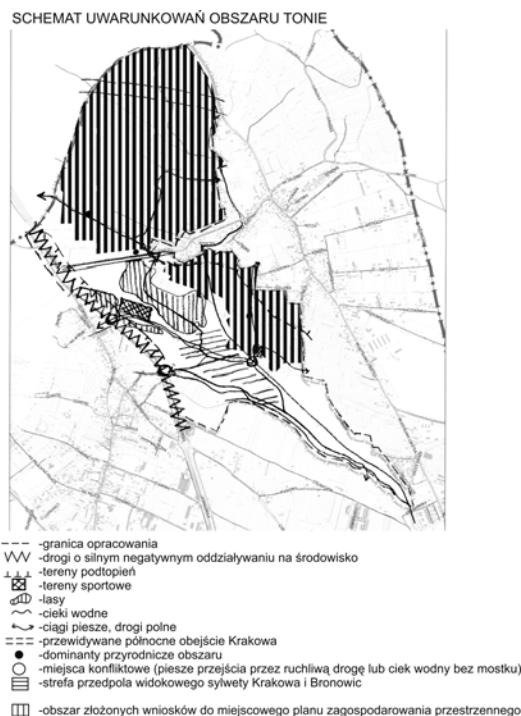 SCHEMAT UWARUNKOWAŃ OBSZARU TONIE
-granica opracowania
-drogi o silnym negatywnym oddziaływaniu na środowisko
-tereny podtopień
-tereny sportowe
-lasy
-cieki wodne
-ciągi piesze, drogi polne
-przewidywane północne obejście Krakowa
-dominanty przyrodnicze obszaru
-miejsca konfliktowe (piesze przejścia przez ruchliwą drogę lub ciek wodny bez mostku)
-strefa przedpola widokowego sylwety Krakowa i Bronowic
-obszar złożonych wniosków do miejscowego planu zagospodarowania przestrzennego